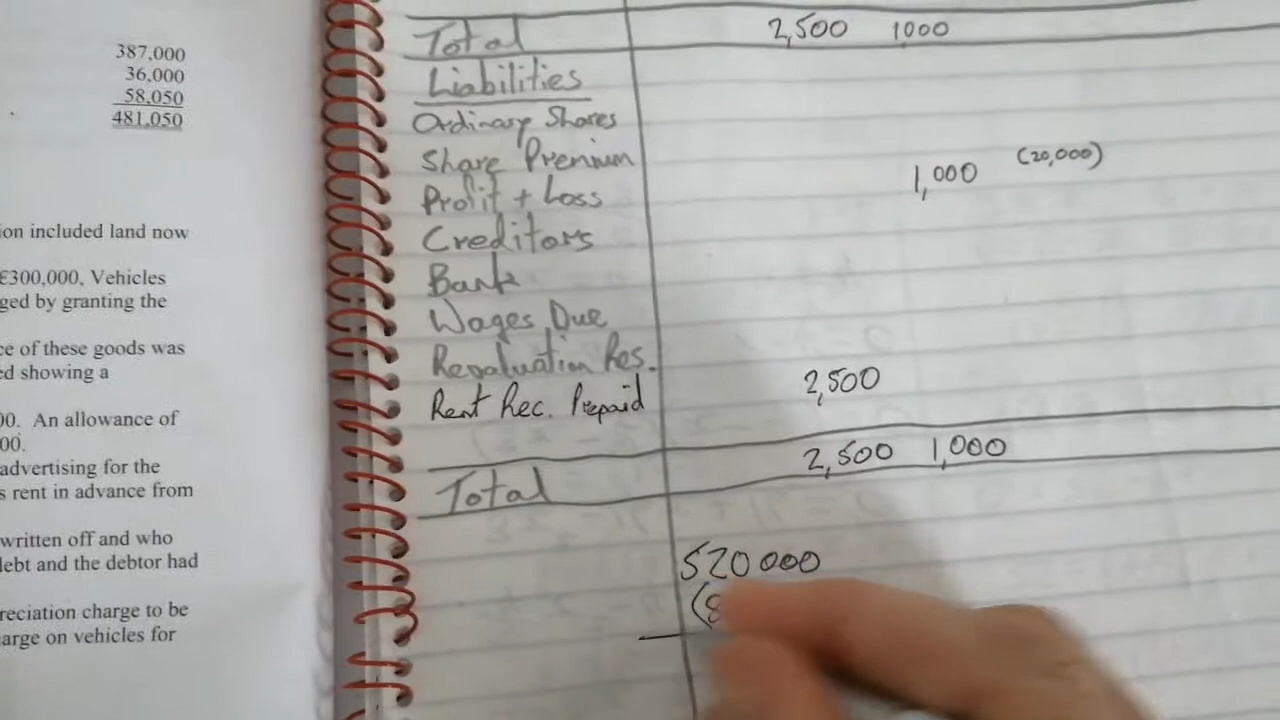 387,000
36,000
58,050
481,050
ion included land now
€300,000, Vehicles
ged by granting the
ce of these goods was
ed showing a
00. An allowance of
00.
advertising for the
s rent in advance from
written off and who
debt and the debtor had
reciation charge to be
arge on vehicles for
Total 2,500 1000
Liabilities
Ordinary Shares
Share Premium
Profit + Loss 1,000 (20,000)
Creditors
Bank
Wages Due
Revaluation Res.
Rent Rec. Prepaid 2,500
Total 2,500 1,000
520000
(8